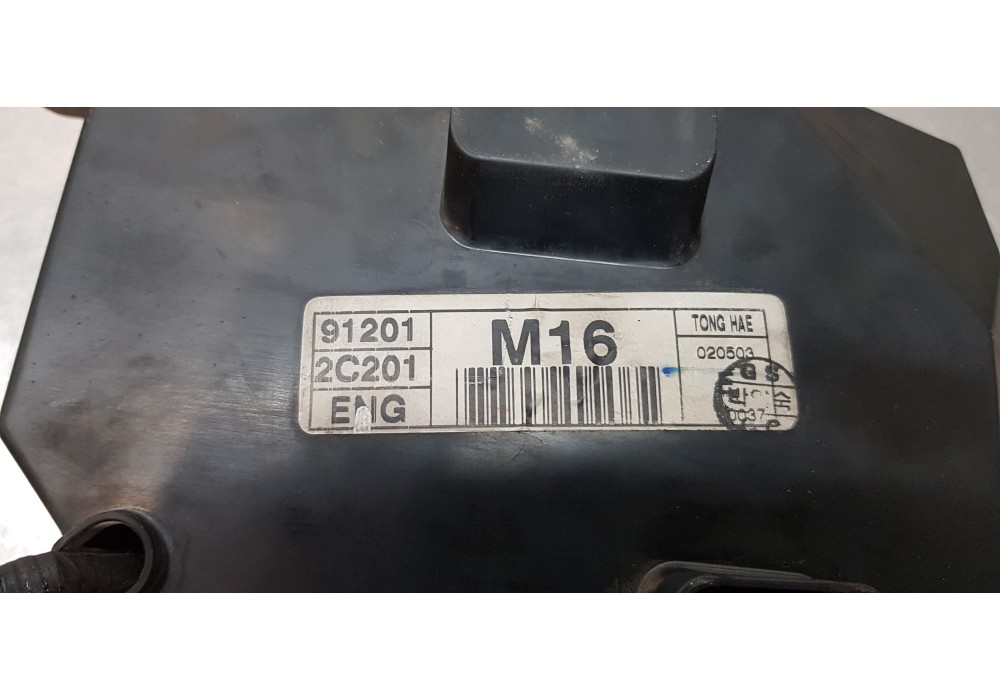 91201
2C201
ENG
M16
TONG HAE
020503